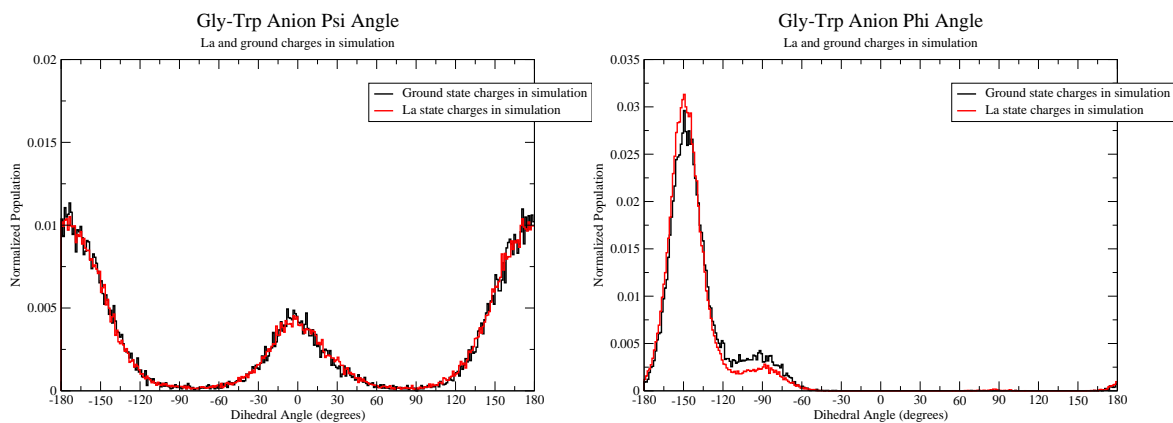 Gly-Trp Anion Psi Angle
La and ground charges in simulation
0.02
0.015
0.01
0.005
0
Normalized Population
Ground state charges in simulation
La state charges in simulation
-180 -150 -120 -90 -60 -30 0 30 60 90 120 150 180
Dihedral Angle (degrees)
Gly-Trp Anion Phi Angle
La and ground charges in simulation
0.035
0.03
0.025
0.02
0.015
0.01
0.005
0
Normalized Population
Ground state charges in simulation
La state charges in simulation
-180 -150 -120 -90 -60 -30 0 30 60 90 120 150 180
Dihedral Angle (degrees)